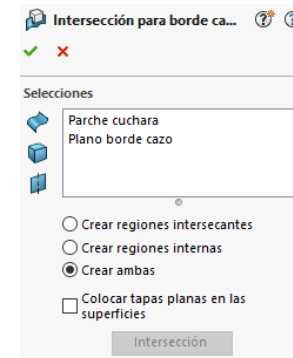 Intersección para borde ca...
Selecciones
Parche cuchara
Plano borde cazo
Crear regiones intersecantes
Crear regiones internas
Crear ambas
Colocar tapas planas en las
superficies
Intersección